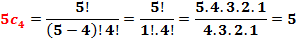 5c₄ = 5! / (5 − 4)! 4! = 5! / 1!. 4! = 5.4.3.2.1 / 4.3.2.1 = 5